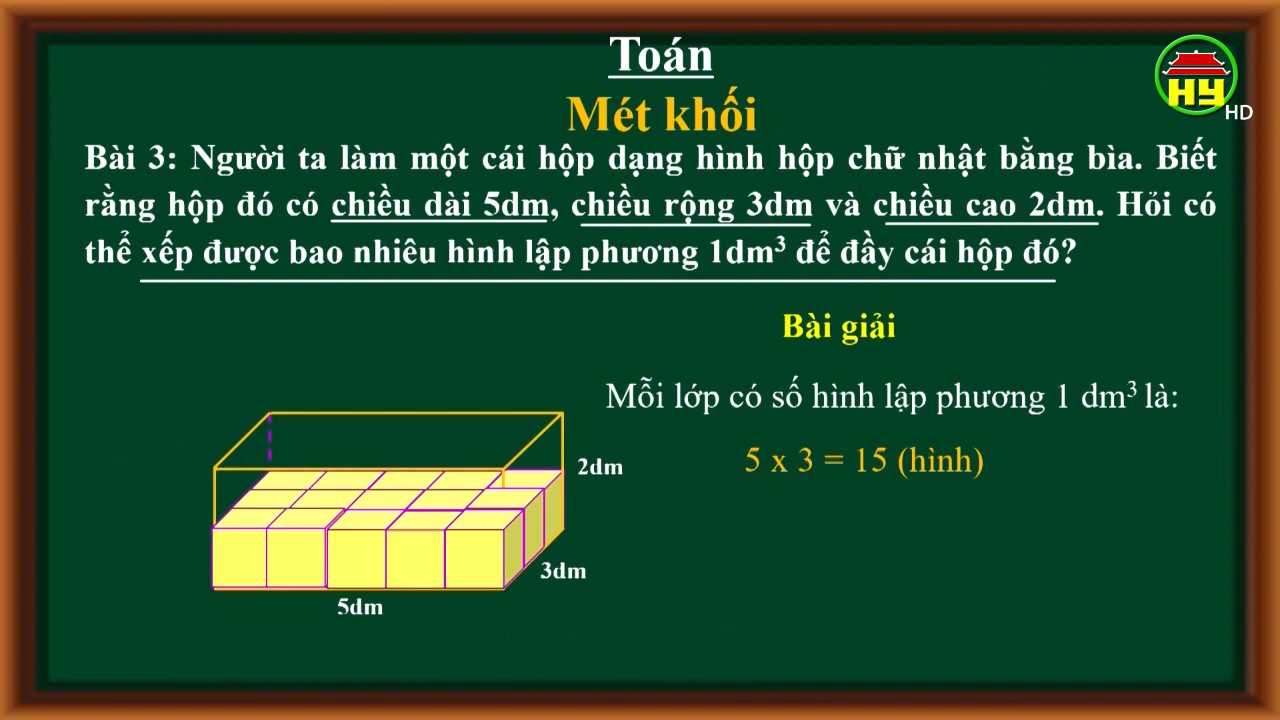 Toán
HY
HD
Mét khối
Bài 3: Người ta làm một cái hộp dạng hình hộp chữ nhật bằng bìa. Biết
rằng hộp đó có chiều dài 5dm, chiều rộng 3dm và chiều cao 2dm. Hỏi có
thể xếp được bao nhiêu hình lập phương 1dm³ để đầy cái hộp đó?
Bài giải
Mỗi lớp có số hình lập phương 1 dm³ là:
5 x 3 = 15 (hình)
2dm
3dm
5dm